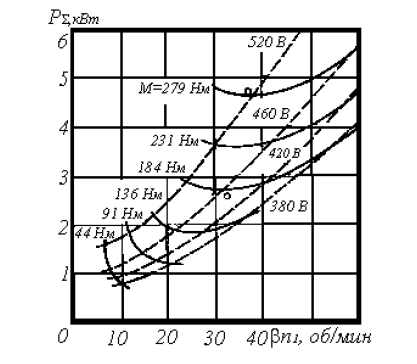 P_Σ,кВт
6
520 В
5
М=279 Нм
460 В
4
231 Нм
420 В
184 Нм
3
136 Нм
380 В
2
91 Нм
44 Нм
1
0 10 20 30 40 βn₁, об/мин